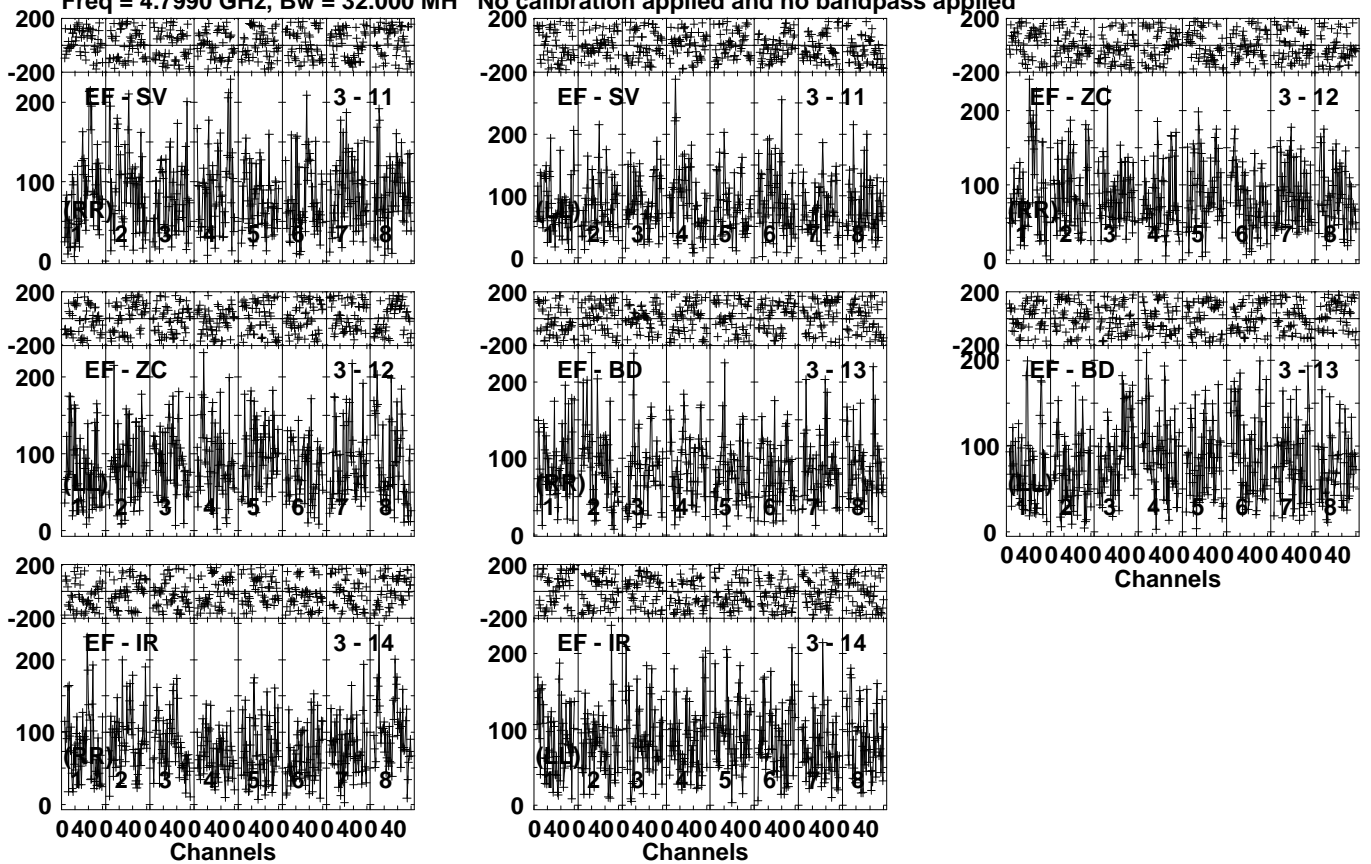 Freq = 4.7990 GHz, Bw = 32.000 MH No calibration applied and no bandpass applied
200
-200
EF - SV 3 - 11
200
100
(RR)
1 2 3 4 5 6 7 8
0
200
-200
EF - SV 3 - 11
200
100
(LL)
1 2 3 4 5 6 7 8
0
200
-200
EF - ZC 3 - 12
200
100
(RR)
1 2 3 4 5 6 7 8
0
200
-200
EF - ZC 3 - 12
200
100
(LL)
1 2 3 4 5 6 7 8
0
200
-200
EF - BD 3 - 13
200
100
(RR)
1 2 3 4 5 6 7 8
0
200
-200
EF - BD 3 - 13
200
100
(LL)
1 2 3 4 5 6 7 8
0
0 40 0 40 0 40 0 40 0 40 0 40 0 40 0 40
Channels
200
-200
EF - IR 3 - 14
200
100
(RR)
1 2 3 4 5 6 7 8
0
0 40 0 40 0 40 0 40 0 40 0 40 0 40 0 40
Channels
200
-200
EF - IR 3 - 14
200
100
(LL)
1 2 3 4 5 6 7 8
0
0 40 0 40 0 40 0 40 0 40 0 40 0 40 0 40
Channels